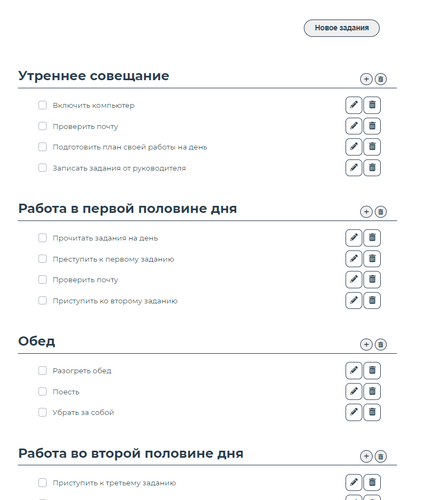 Новое задания
Утреннее совещание
Включить компьютер
Проверить почту
Подготовить план своей работы на день
Записать задания от руководителя
Работа в первой половине дня
Прочитать задания на день
Преступить к первому заданию
Проверить почту
Приступить ко второму заданию
Обед
Разогреть обед
Поесть
Убрать за собой
Работа во второй половине дня
Приступить к третьему заданию